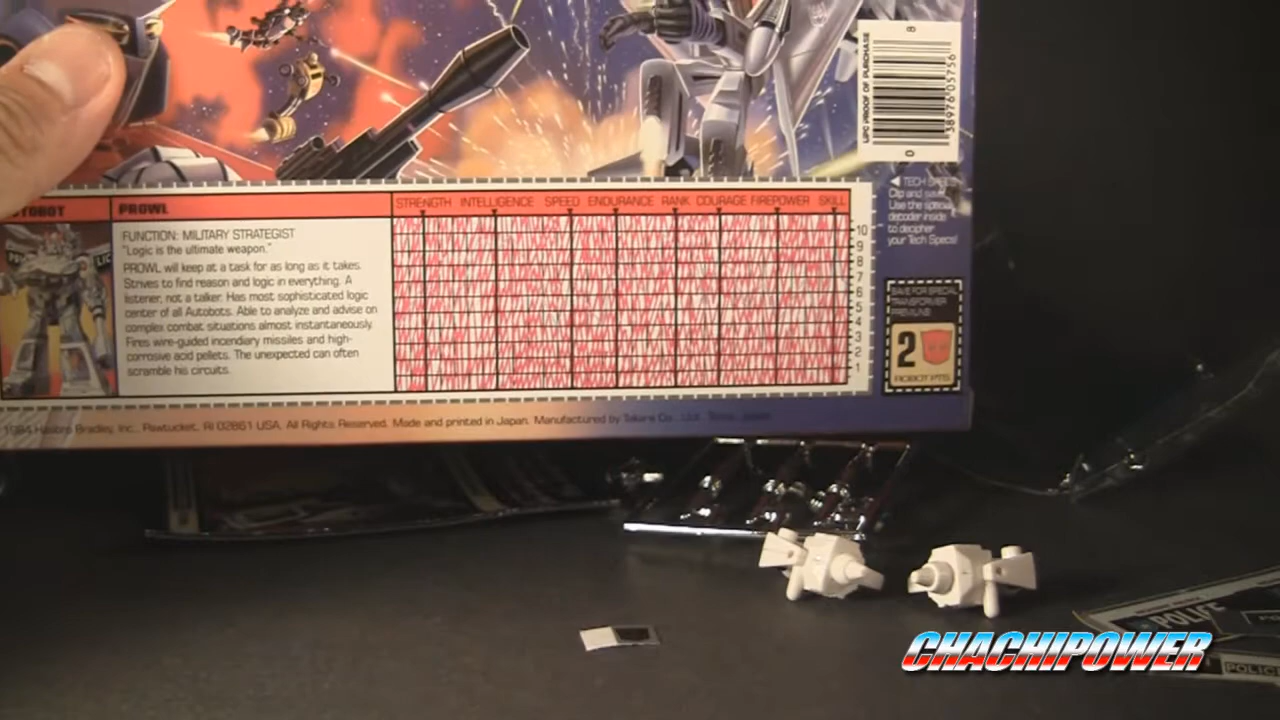 UPC PROOF OF PURCHASE
0
38976 05756
8
TECH SPECS
Clip and save.
Use the special
decoder inside
to decipher
your Tech Specs!
PROWL
STRENGTH INTELLIGENCE SPEED ENDURANCE RANK COURAGE FIREPOWER SKILL
FUNCTION: MILITARY STRATEGIST
"Logic is the ultimate weapon."
PROWL will keep at a task for as long as it takes.
Strives to find reason and logic in everything. A
listener, not a talker. Has most sophisticated logic
center of all Autobots. Able to analyze and advise on
complex combat situations almost instantaneously.
Fires wire-guided incendiary missiles and high-
corrosive acid pellets. The unexpected can often
scramble his circuits.
10
9
8
7
6
5
4
3
2
1
SAVE FOR SPECIAL
TRANSFORMER
PREMIUMS
2
ROBOT PTS.
1984 Hasbro Bradley, Inc., Pawtucket, RI 02861 USA. All Rights Reserved. Made and printed in Japan. Manufactured by Takara Co., Ltd. Tokyo, Japan
POLICE
POLICE
CHACHIPOWER